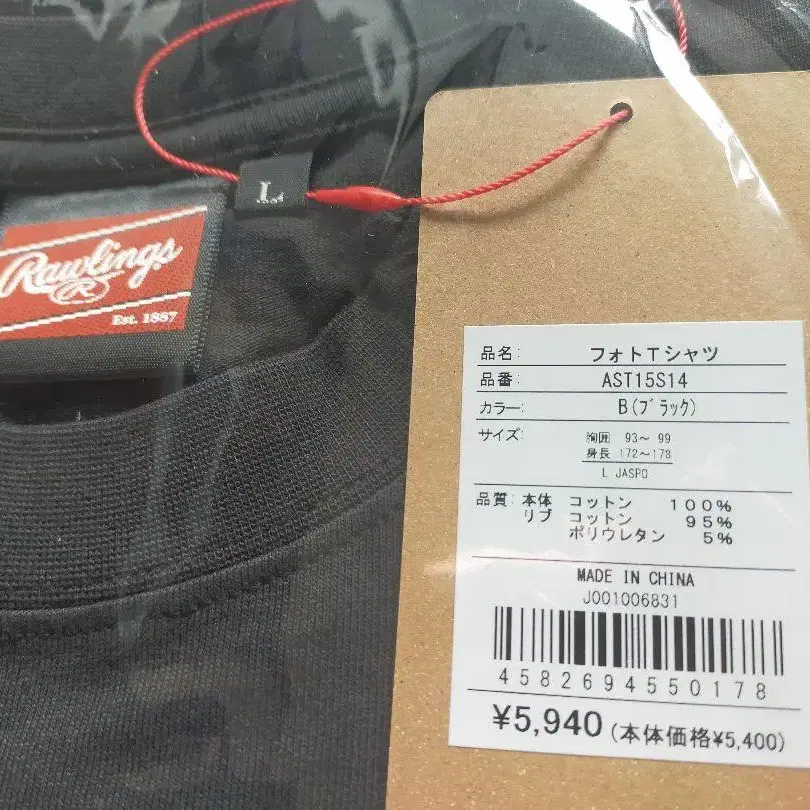 L
Rawlings
R
Est. 1887
品名: フォトTシャツ
品番: AST15S14
カラー: B(ブラック)
サイズ: 胸囲 93~ 99
身長 172~178
L JASPO
品質: 本体 コットン 100%
リブ コットン 95%
ポリウレタン 5%
MADE IN CHINA
J001006831
4582694550178
¥5,940 (本体価格¥5,400)